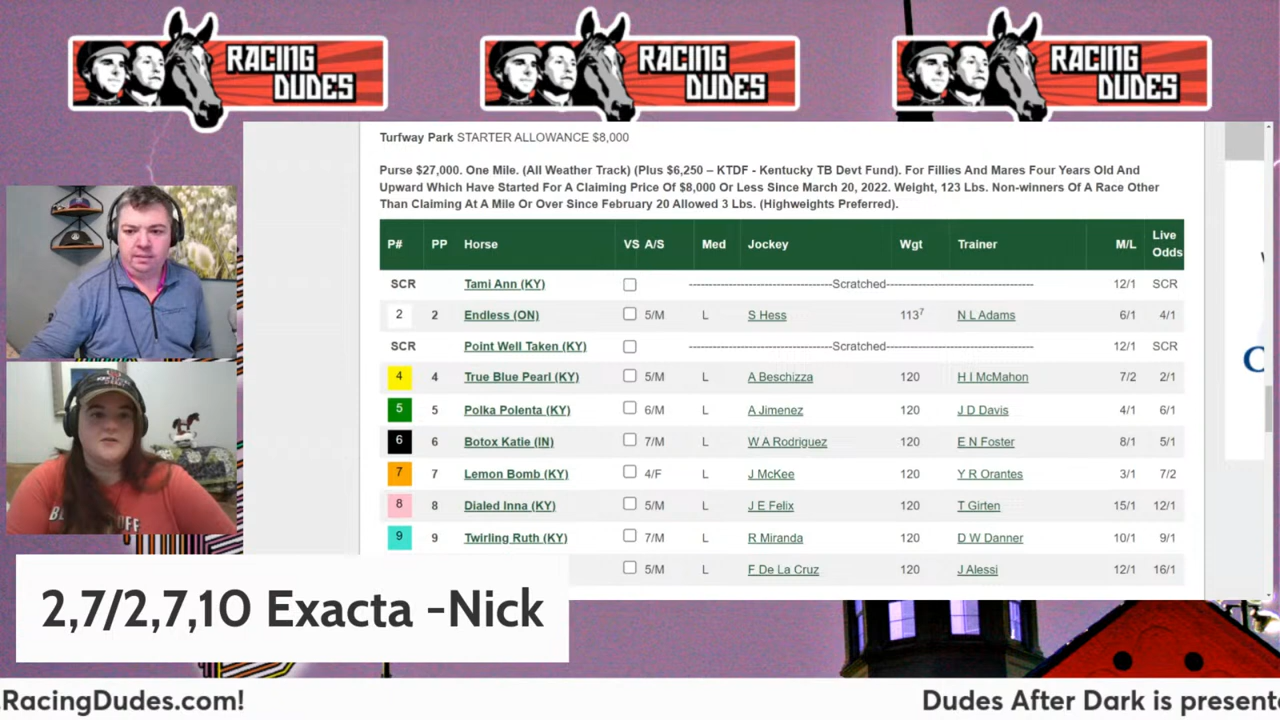 RACING
DUDES
RACING
DUDES
RACING
DUDES
Turfway Park STARTER ALLOWANCE $8,000
Purse $27,000. One Mile. (All Weather Track) (Plus $6,250 – KTDF - Kentucky TB Devt Fund). For Fillies And Mares Four Years Old And
Upward Which Have Started For A Claiming Price Of $8,000 Or Less Since March 20, 2022. Weight, 123 Lbs. Non-winners Of A Race Other
Than Claiming At A Mile Or Over Since February 20 Allowed 3 Lbs. (Highweights Preferred).
P# PP Horse VS A/S Med Jockey Wgt Trainer M/L Live Odds
SCR Tami Ann (KY) Scratched 12/1 SCR
2 2 Endless (ON) 5/M L S Hess 113⁷ N L Adams 6/1 4/1
SCR Point Well Taken (KY) Scratched 12/1 SCR
4 4 True Blue Pearl (KY) 5/M L A Beschizza 120 H I McMahon 7/2 2/1
5 5 Polka Polenta (KY) 6/M L A Jimenez 120 J D Davis 4/1 6/1
6 6 Botox Katie (IN) 7/M L W A Rodriguez 120 E N Foster 8/1 5/1
7 7 Lemon Bomb (KY) 4/F L J McKee 120 Y R Orantes 3/1 7/2
8 8 Dialed Inna (KY) 5/M L J E Felix 120 T Girten 15/1 12/1
9 9 Twirling Ruth (KY) 7/M L R Miranda 120 D W Danner 10/1 9/1
5/M L F De La Cruz 120 J Alessi 12/1 16/1
2,7/2,7,10 Exacta -Nick
RacingDudes.com! Dudes After Dark is present